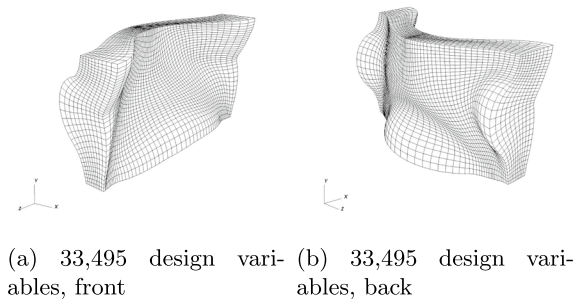 Y
Z
X
Y
X
Z
(a) 33,495 design vari-
ables, front
(b) 33,495 design vari-
ables, back